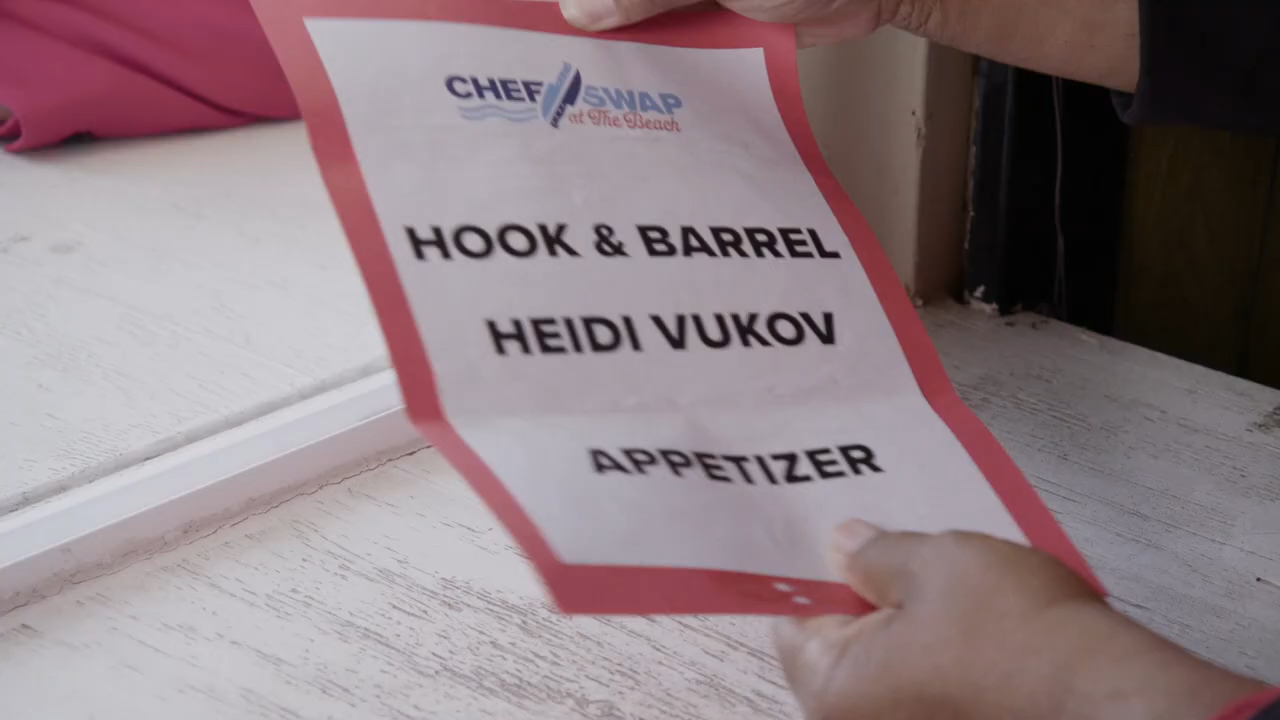 CHEF SWAP
at The Beach
HOOK & BARREL
HEIDI VUKOV
APPETIZER